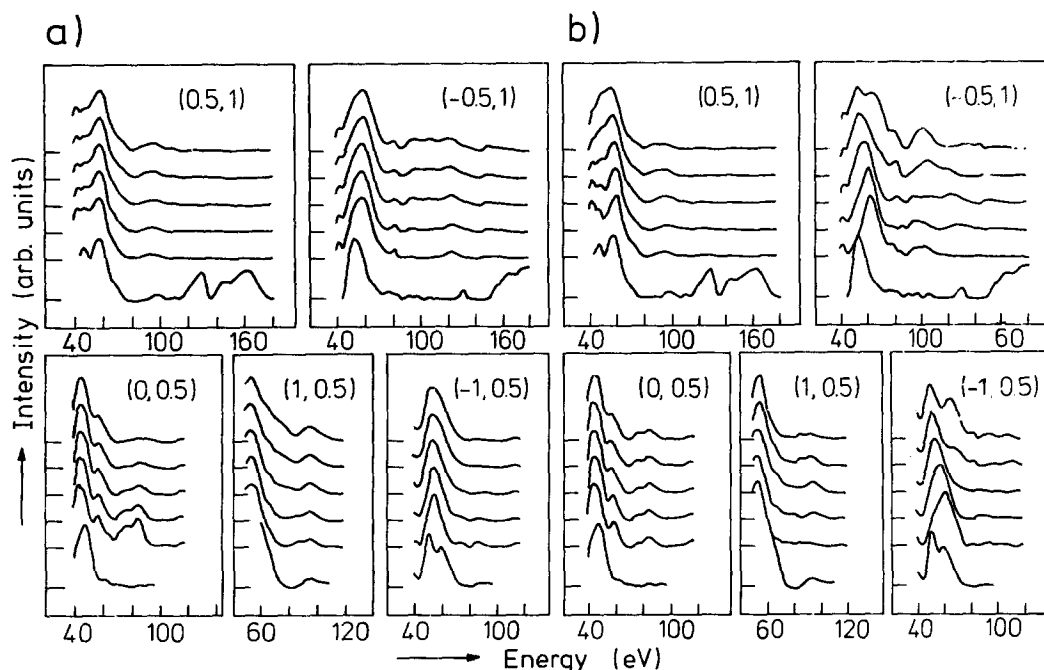 a)
b)
(0.5,1)
(-0.5,1)
(0.5,1)
(-0.5,1)
40 100 160
40 100 160
40 100 160
40 100 60
(0,0.5)
(1,0.5)
(-1,0.5)
(0,0.5)
(1,0.5)
(-1,0.5)
40 100
60 120
40 100
40 100
60 120
40 100
Intensity (arb. units)
Energy (eV)